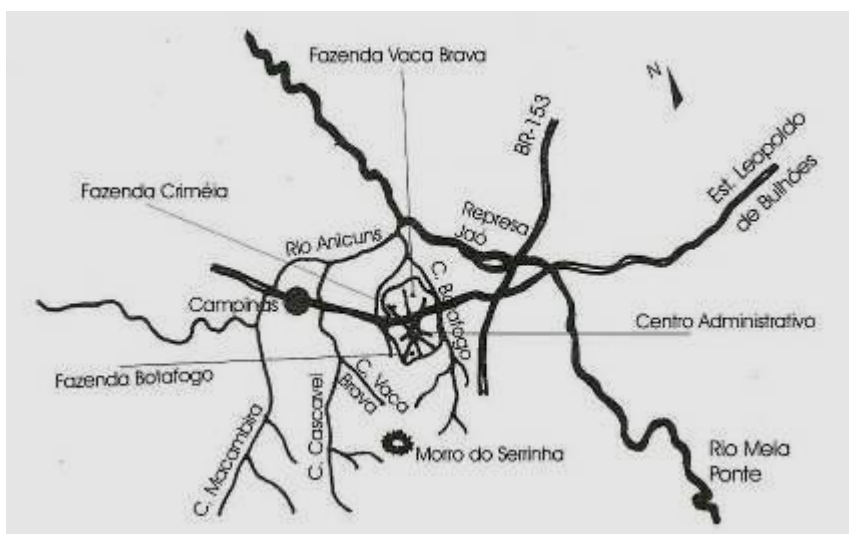 Fazenda Vaca Brava
N
BR-153
Est. Leopoldo
de Bulhões
Fazenda Criméia
Represa
Jaó
Rio Anicuns
C. Botafogo
Campinas
Centro Administrativo
Fazenda Botafogo
C. Vaca
Brava
C. Macambira
C. Cascavel
Morro do Serrinha
Rio Meia
Ponte